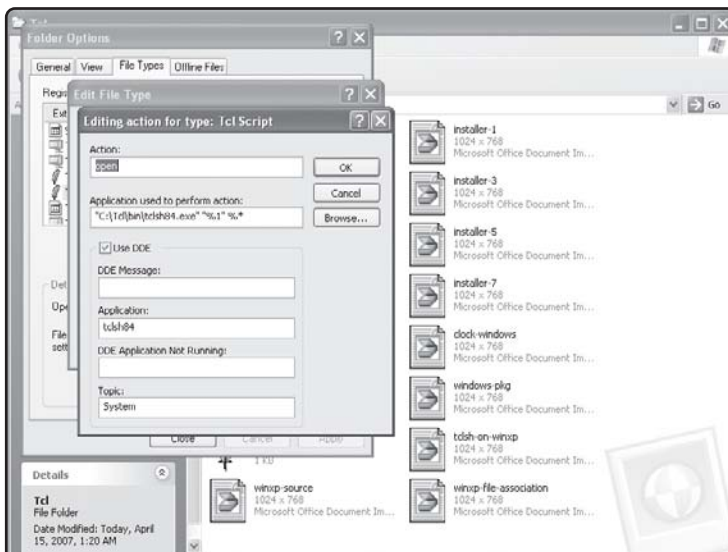 Tcl
Folder Options
General View File Types Offline Files
Edit File Type
Editing action for type: Tcl Script
Action:
open
OK
Cancel
Application used to perform action:
"C:\Tcl\bin\tclsh84.exe" "%1" %*
Browse...
Use DDE
DDE Message:
Application:
tclsh84
DDE Application Not Running:
Topic:
System
Close Cancel Apply
Go
installer-1
1024 x 768
Microsoft Office Document Im...
installer-3
1024 x 768
Microsoft Office Document Im...
installer-5
1024 x 768
Microsoft Office Document Im...
installer-7
1024 x 768
Microsoft Office Document Im...
clock-windows
1024 x 768
Microsoft Office Document Im...
windows-pkg
1024 x 768
Microsoft Office Document Im...
tclsh-on-winxp
1024 x 768
Microsoft Office Document Im...
1 KB
winxp-source
1024 x 768
Microsoft Office Document Im...
winxp-file-association
1024 x 768
Microsoft Office Document Im...
Details
Tcl
File Folder
Date Modified: Today, April
15, 2007, 1:20 AM